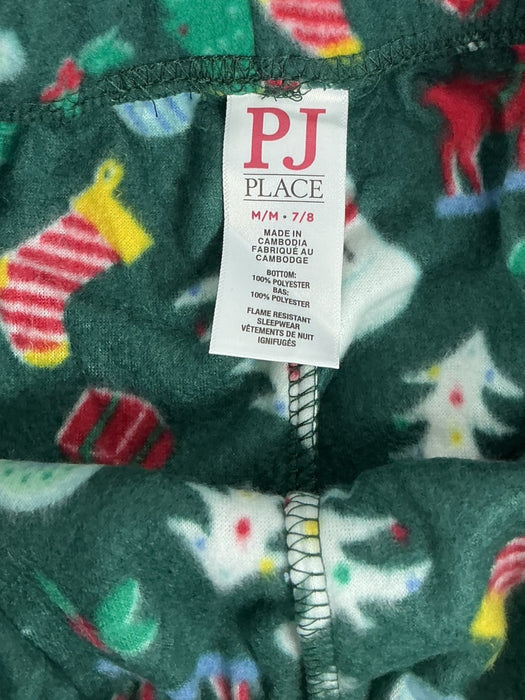 PJ
PLACE
M/M • 7/8
MADE IN
CAMBODIA
FABRIQUÉ AU
CAMBODGE
BOTTOM:
100% POLYESTER
BAS:
100% POLYESTER
FLAME RESISTANT
SLEEPWEAR
VÊTEMENTS DE NUIT
IGNIFUGÉS